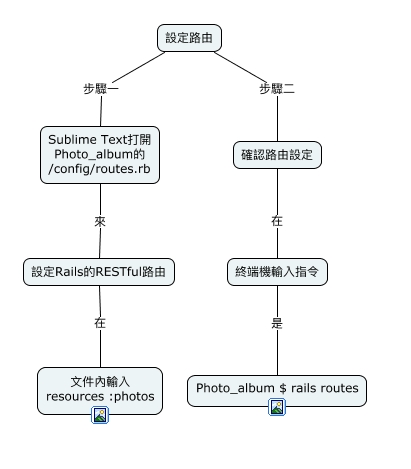 設定路由
步驟一
Sublime Text打開
Photo_album的
/config/routes.rb
來
設定Rails的RESTful路由
在
文件內輸入
resources :photos
步驟二
確認路由設定
在
終端機輸入指令
是
Photo_album $ rails routes